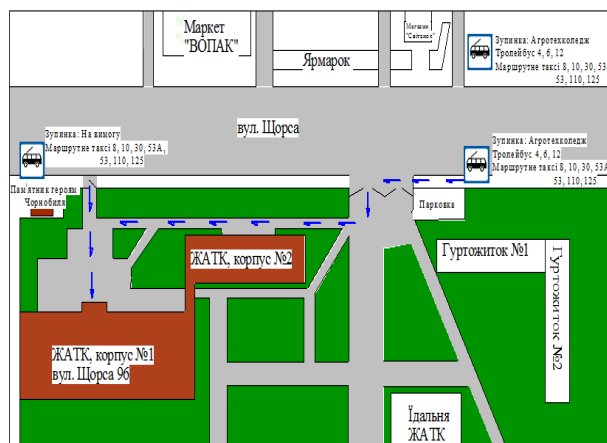 Маркет
"ВОПАК"
Магазин
"Світанок"
Ярмарок
Зупинка: Агротехколедж
Тролейбус 4, 6, 12
Маршрутне таксі 8, 10, 30, 53А
53, 110, 125
вул. Щорса
Зупинка: На вимогу
Маршрутне таксі 8, 10, 30, 53А,
53, 110, 125
Зупинка: Агротехколедж
Тролейбус 4, 6, 12
Маршрутне таксі 8, 10, 30, 53А
53, 110, 125
Пам'ятник героям
Чорнобиля
Парковка
ЖАТК, корпус №2
Гуртожиток №1
Гуртожиток №2
ЖАТК, корпус №1
вул. Щорса 96
Їдальня
ЖАТК